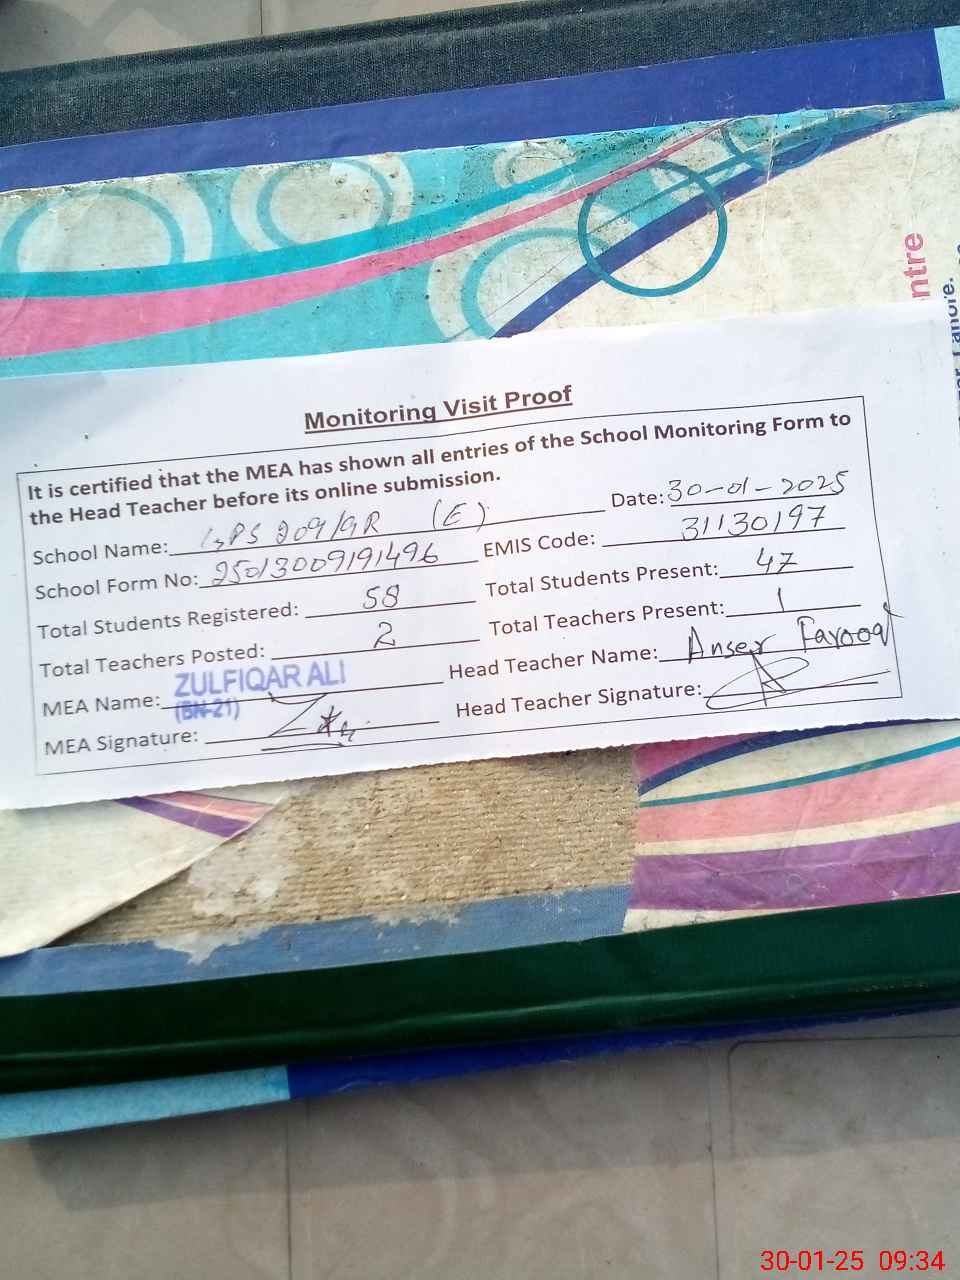 ntre
Lahore.
Monitoring Visit Proof
It is certified that the MEA has shown all entries of the School Monitoring Form to
the Head Teacher before its online submission.
Date: 30-01-2025
School Name: GPS 209/9R (E)
EMIS Code: 31130197
School Form No: 25013009191496
Total Students Present: 47
Total Students Registered: 58
Total Teachers Present: 1
Total Teachers Posted: 2
Head Teacher Name: Anser Farooq
MEA Name: ZULFIQAR ALI
(BN-21)
Head Teacher Signature:
MEA Signature:
30-01-25 09:34